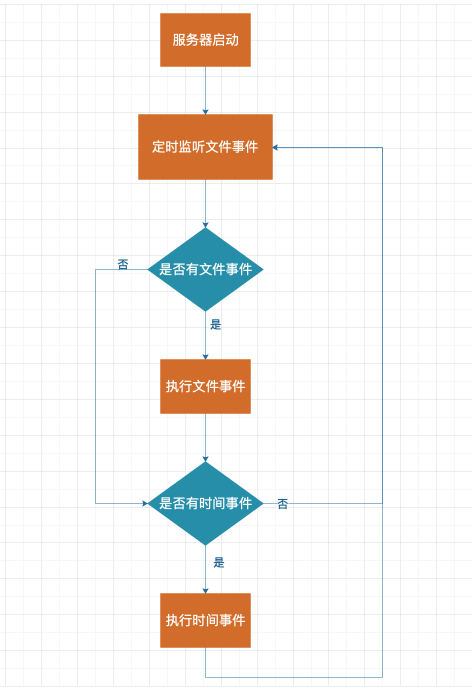 服务器启动
定时监听文件事件
否
是否有文件事件
是
执行文件事件
是否有时间事件
否
是
执行时间事件